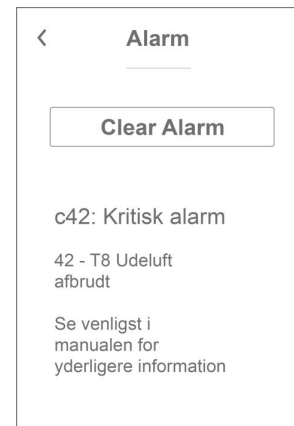 Alarm
Clear Alarm
c42: Kritisk alarm
42 - T8 Udeluft
afbrudt
Se venligst i
manualen for
yderligere information